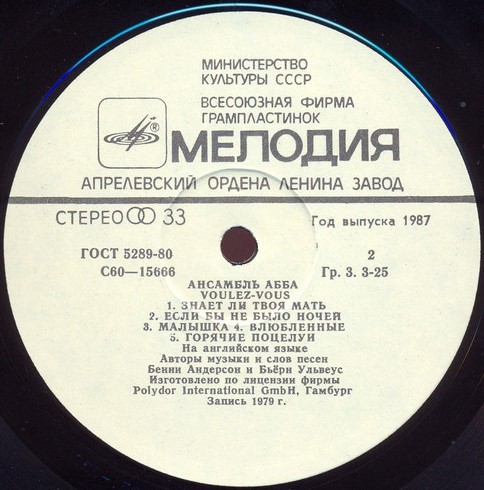 МИНИСТЕРСТВО
КУЛЬТУРЫ СССР
ВСЕСОЮЗНАЯ ФИРМА
ГРАМПЛАСТИНОК
®
МЕЛОДИЯ
АПРЕЛЕВСКИЙ ОРДЕНА ЛЕНИНА ЗАВОД
СТЕРЕО 33
Год выпуска 1987
ГОСТ 5289-80
2
С60—15666
Гр. 3. 3-25
АНСАМБЛЬ АББА
VOULEZ-VOUS
1. ЗНАЕТ ЛИ ТВОЯ МАТЬ
2. ЕСЛИ БЫ НЕ БЫЛО НОЧЕЙ
3. МАЛЫШКА 4. ВЛЮБЛЕННЫЕ
5. ГОРЯЧИЕ ПОЦЕЛУИ
На английском языке
Авторы музыки и слов песен
Бенни Андерсон и Бьёрн Ульвеус
Изготовлено по лицензии фирмы
Polydor International GmbH, Гамбург
Запись 1979 г.